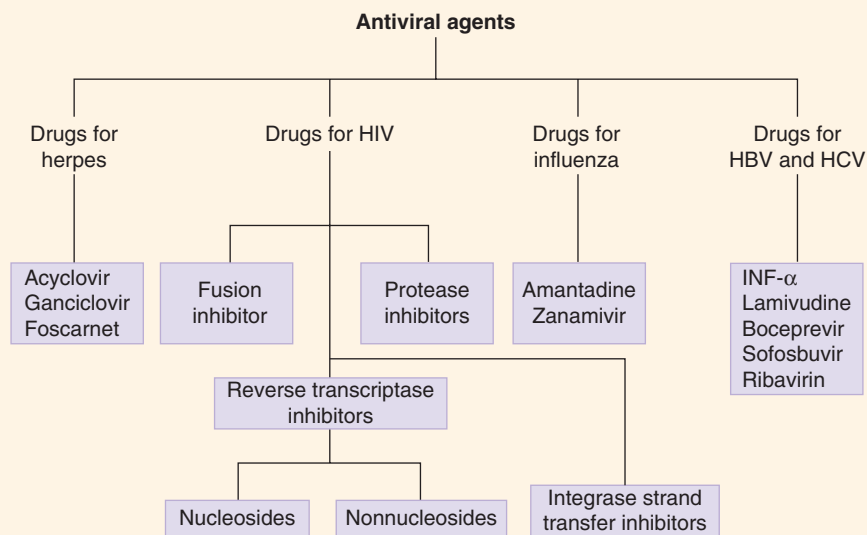 Antiviral agents
Drugs for
herpes
Drugs for HIV
Drugs for
influenza
Drugs for
HBV and HCV
Acyclovir
Ganciclovir
Foscarnet
Fusion
inhibitor
Protease
inhibitors
Amantadine
Zanamivir
INF-α
Lamivudine
Boceprevir
Sofosbuvir
Ribavirin
Reverse transcriptase
inhibitors
Nucleosides
Nonnucleosides
Integrase strand
transfer inhibitors